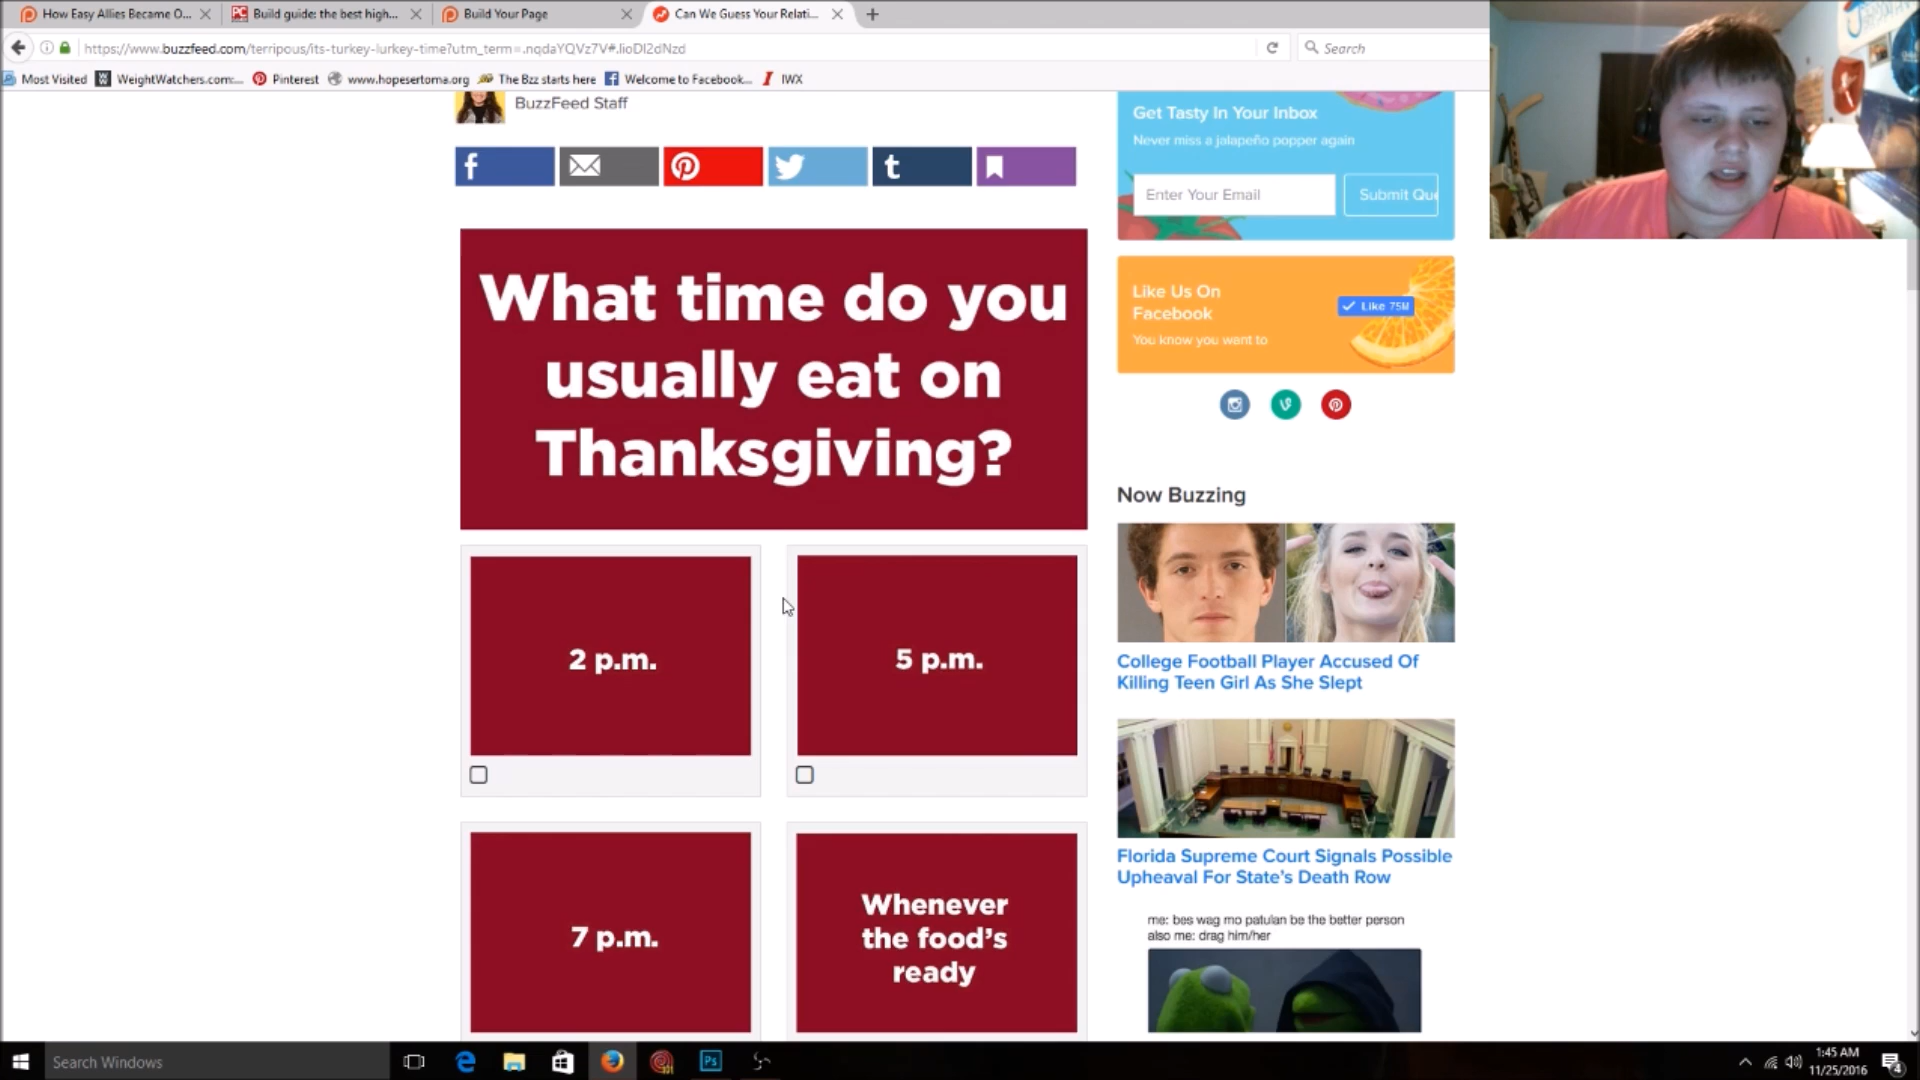 How Easy Allies Became O...
Build guide: the best high...
Build Your Page
Can We Guess Your Relati...
https://www.buzzfeed.com/terripous/its-turkey-lurkey-time?utm_term=.nqdaYQVz7V#.lioDl2dNzd
Search
Most Visited
WeightWatchers.com:...
Pinterest
www.hopesertoma.org
The Bzz starts here
Welcome to Facebook...
IWX
BuzzFeed Staff
Get Tasty In Your Inbox
Never miss a jalapeño popper again
Enter Your Email
Submit Que
Like Us On
Facebook
Like 75M
You know you want to
What time do you
usually eat on
Thanksgiving?
2 p.m.
5 p.m.
7 p.m.
Whenever
the food's
ready
Now Buzzing
College Football Player Accused Of
Killing Teen Girl As She Slept
Florida Supreme Court Signals Possible
Upheaval For State's Death Row
me: bes wag mo patulan be the better person
also me: drag him/her
Search Windows
Ps
1:45 AM
11/25/2016
4